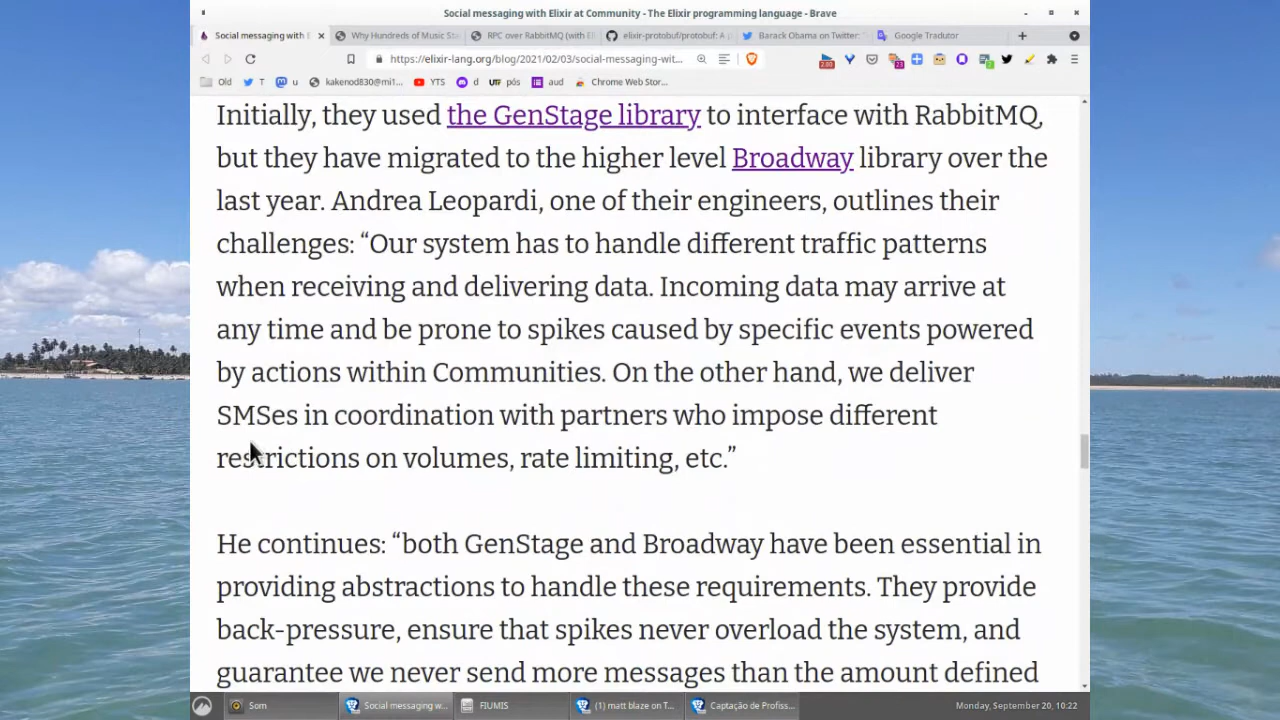 Social messaging with Elixir at Community - The Elixir programming language - Brave
Social messaging with E
Why Hundreds of Music Sta
RPC over RabbitMQ (with El
elixir-protobuf/protobuf: A p
Barack Obama on Twitter:
Google Tradutor
https://elixir-lang.org/blog/2021/02/03/social-messaging-wit...
Old T u kakenod830@mi1... YTS d UTF pós aud Chrome Web Stor...
Initially, they used the GenStage library to interface with RabbitMQ,
but they have migrated to the higher level Broadway library over the
last year. Andrea Leopardi, one of their engineers, outlines their
challenges: “Our system has to handle different traffic patterns
when receiving and delivering data. Incoming data may arrive at
any time and be prone to spikes caused by specific events powered
by actions within Communities. On the other hand, we deliver
SMSes in coordination with partners who impose different
restrictions on volumes, rate limiting, etc.”
He continues: “both GenStage and Broadway have been essential in
providing abstractions to handle these requirements. They provide
back-pressure, ensure that spikes never overload the system, and
guarantee we never send more messages than the amount defined
Som
Social messaging w...
FIUMIS
(1) matt blaze on T...
Captação de Profiss...
Monday, September 20, 10:22